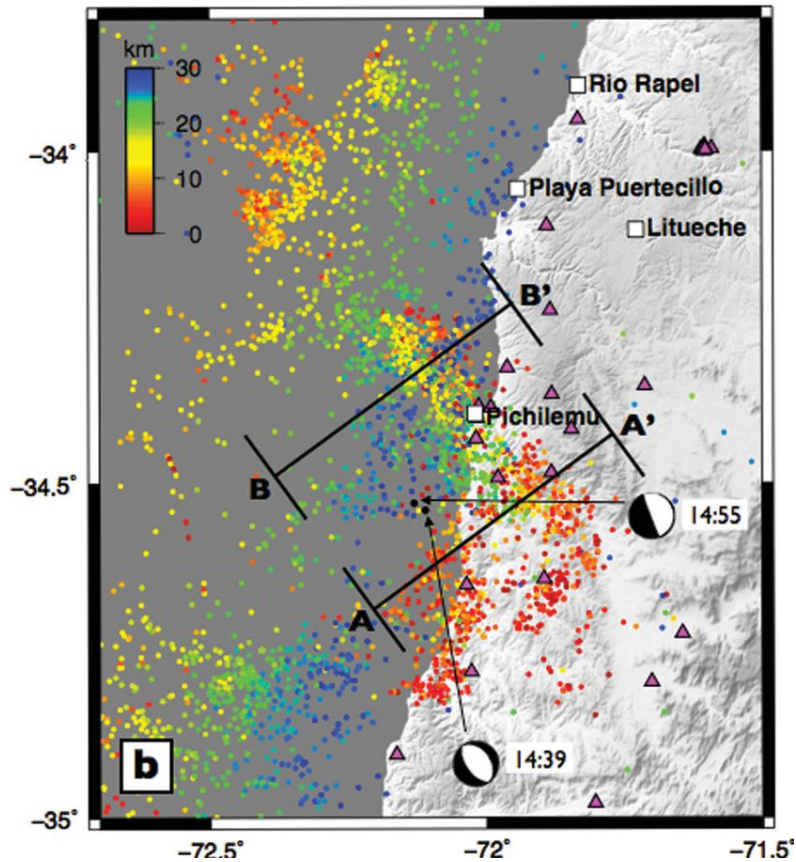 km
30
20
10
0
Rio Rapel
-34°
Playa Puertecillo
Litueche
B'
Pichilemu
A'
-34.5°
B
14:55
A
14:39
b
-35°
-72.5°
-72°
-71.5°